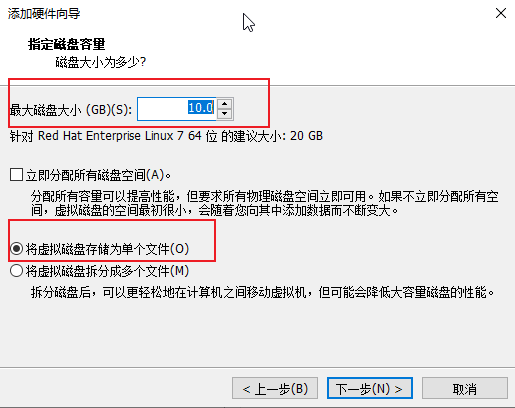 添加硬件向导
指定磁盘容量
磁盘大小为多少?
最大磁盘大小 (GB)(S): 10.0
针对 Red Hat Enterprise Linux 7 64 位 的建议大小: 20 GB
立即分配所有磁盘空间(A)。
分配所有容量可以提高性能，但要求所有物理磁盘空间立即可用。如果不立即分配所有空
间，虚拟磁盘的空间最初很小，会随着您向其中添加数据而不断变大。
将虚拟磁盘存储为单个文件(O)
将虚拟磁盘拆分成多个文件(M)
拆分磁盘后，可以更轻松地在计算机之间移动虚拟机，但可能会降低大容量磁盘的性能。
< 上一步(B) 下一步(N) > 取消